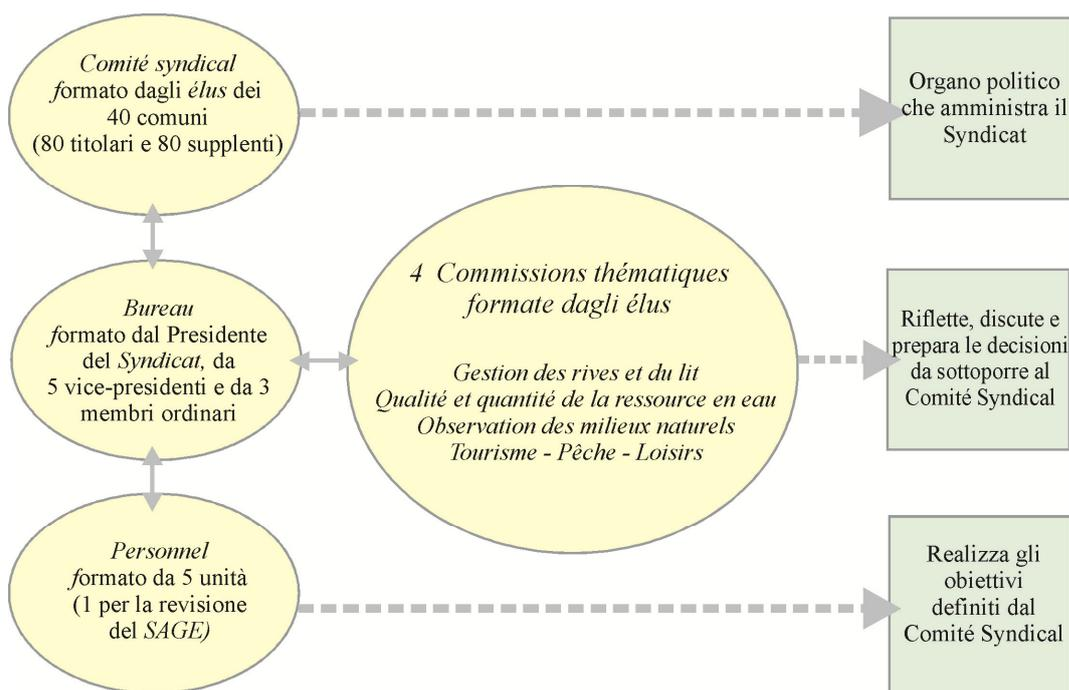 Comité syndical
formato dagli élus dei
40 comuni
(80 titolari e 80 supplenti)
Organo politico
che amministra il
Syndicat
Bureau
formato dal Presidente
del Syndicat, da
5 vice-presidenti e da 3
membri ordinari
4 Commissions thématiques
formate dagli élus
Gestion des rives et du lit
Qualité et quantité de la ressource en eau
Observation des milieux naturels
Tourisme - Pêche - Loisirs
Riflette, discute e
prepara le decisioni
da sottoporre al
Comité Syndical
Personnel
formato da 5 unità
(1 per la revisione
del SAGE)
Realizza gli
obiettivi
definiti dal
Comité Syndical